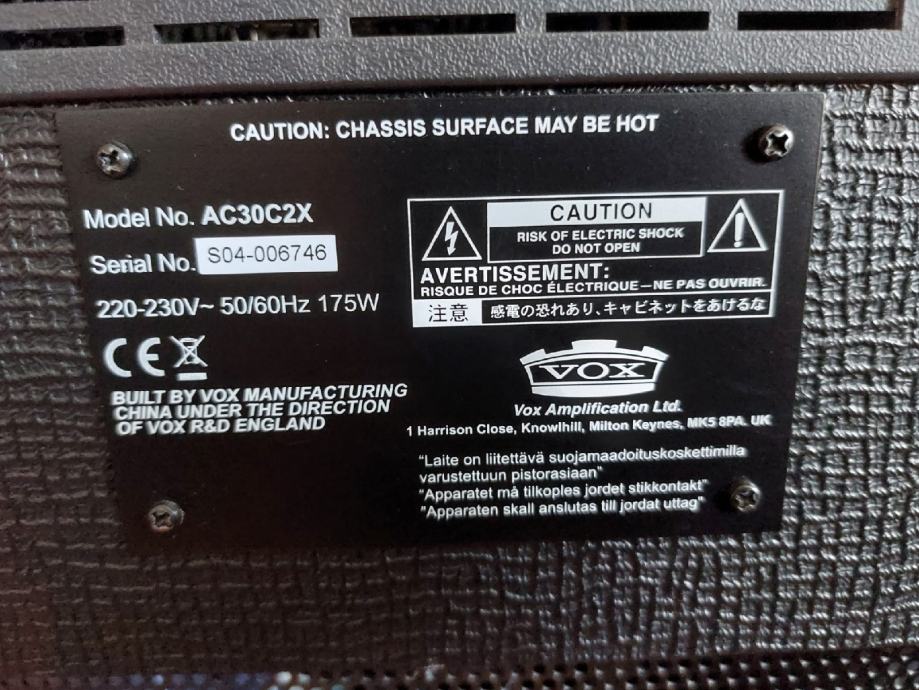 CAUTION: CHASSIS SURFACE MAY BE HOT
Model No. AC30C2X
Serial No. S04-006746
220-230V~ 50/60Hz 175W
CE
BUILT BY VOX MANUFACTURING
CHINA UNDER THE DIRECTION
OF VOX R&D ENGLAND
CAUTION
RISK OF ELECTRIC SHOCK
DO NOT OPEN
AVERTISSEMENT:
RISQUE DE CHOC ÉLECTRIQUE—NE PAS OUVRIR.
注意 感電の恐れあり、キャビネットをあけるな
VOX
Vox Amplification Ltd.
1 Harrison Close, Knowlhill, Milton Keynes, MK5 8PA. UK
“Laite on liitettävä suojamaadoituskoskettimilla
varustettuun pistorasiaan”
“Apparatet må tilkoples jordet stikkontakt”
“Apparaten skall anslutas till jordat uttag”